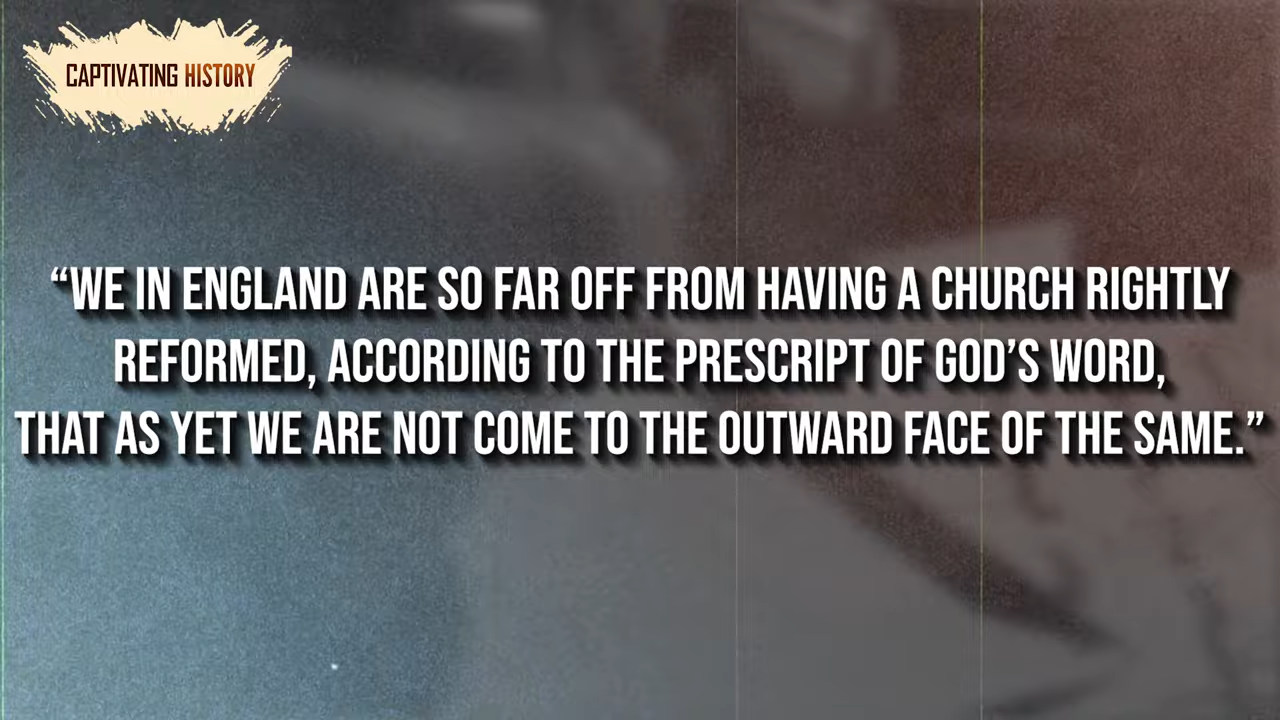 CAPTIVATING HISTORY
“WE IN ENGLAND ARE SO FAR OFF FROM HAVING A CHURCH RIGHTLY
REFORMED, ACCORDING TO THE PRESCRIPT OF GOD’S WORD,
THAT AS YET WE ARE NOT COME TO THE OUTWARD FACE OF THE SAME.”